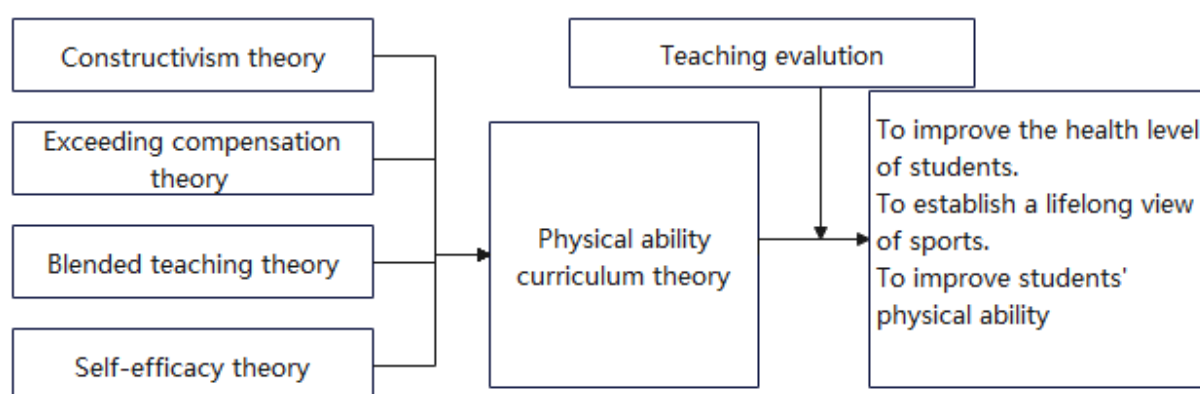 Constructivism theory
Exceeding compensation
theory
Blended teaching theory
Self-efficacy theory
Physical ability
curriculum theory
Teaching evalution
To improve the health level
of students.
To establish a lifelong view
of sports.
To improve students'
physical ability